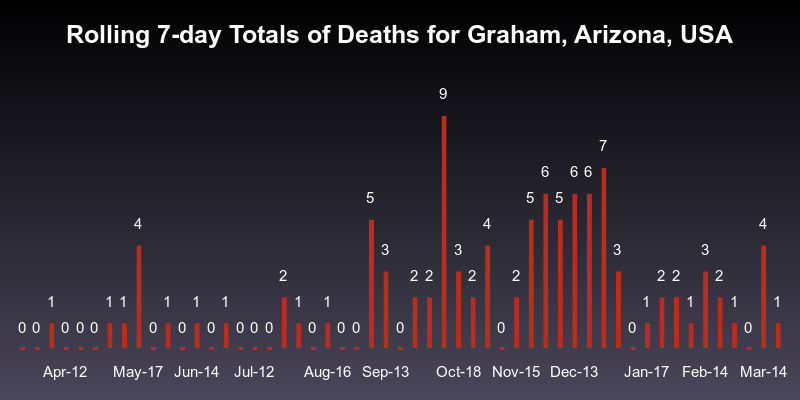 Rolling 7-day Totals of Deaths for Graham, Arizona, USA
0 0 1 0 0 0 1 1 4 0 1 0 1 0 1 0 0 0 2 1 0 1 0 0 5 3 0 2 2 9 3 2 4 0 2 5 6 5 6 6 7 3 0 1 2 2 1 3 2 1 0 4 1
Apr-12 May-17 Jun-14 Jul-12 Aug-16 Sep-13 Oct-18 Nov-15 Dec-13 Jan-17 Feb-14 Mar-14